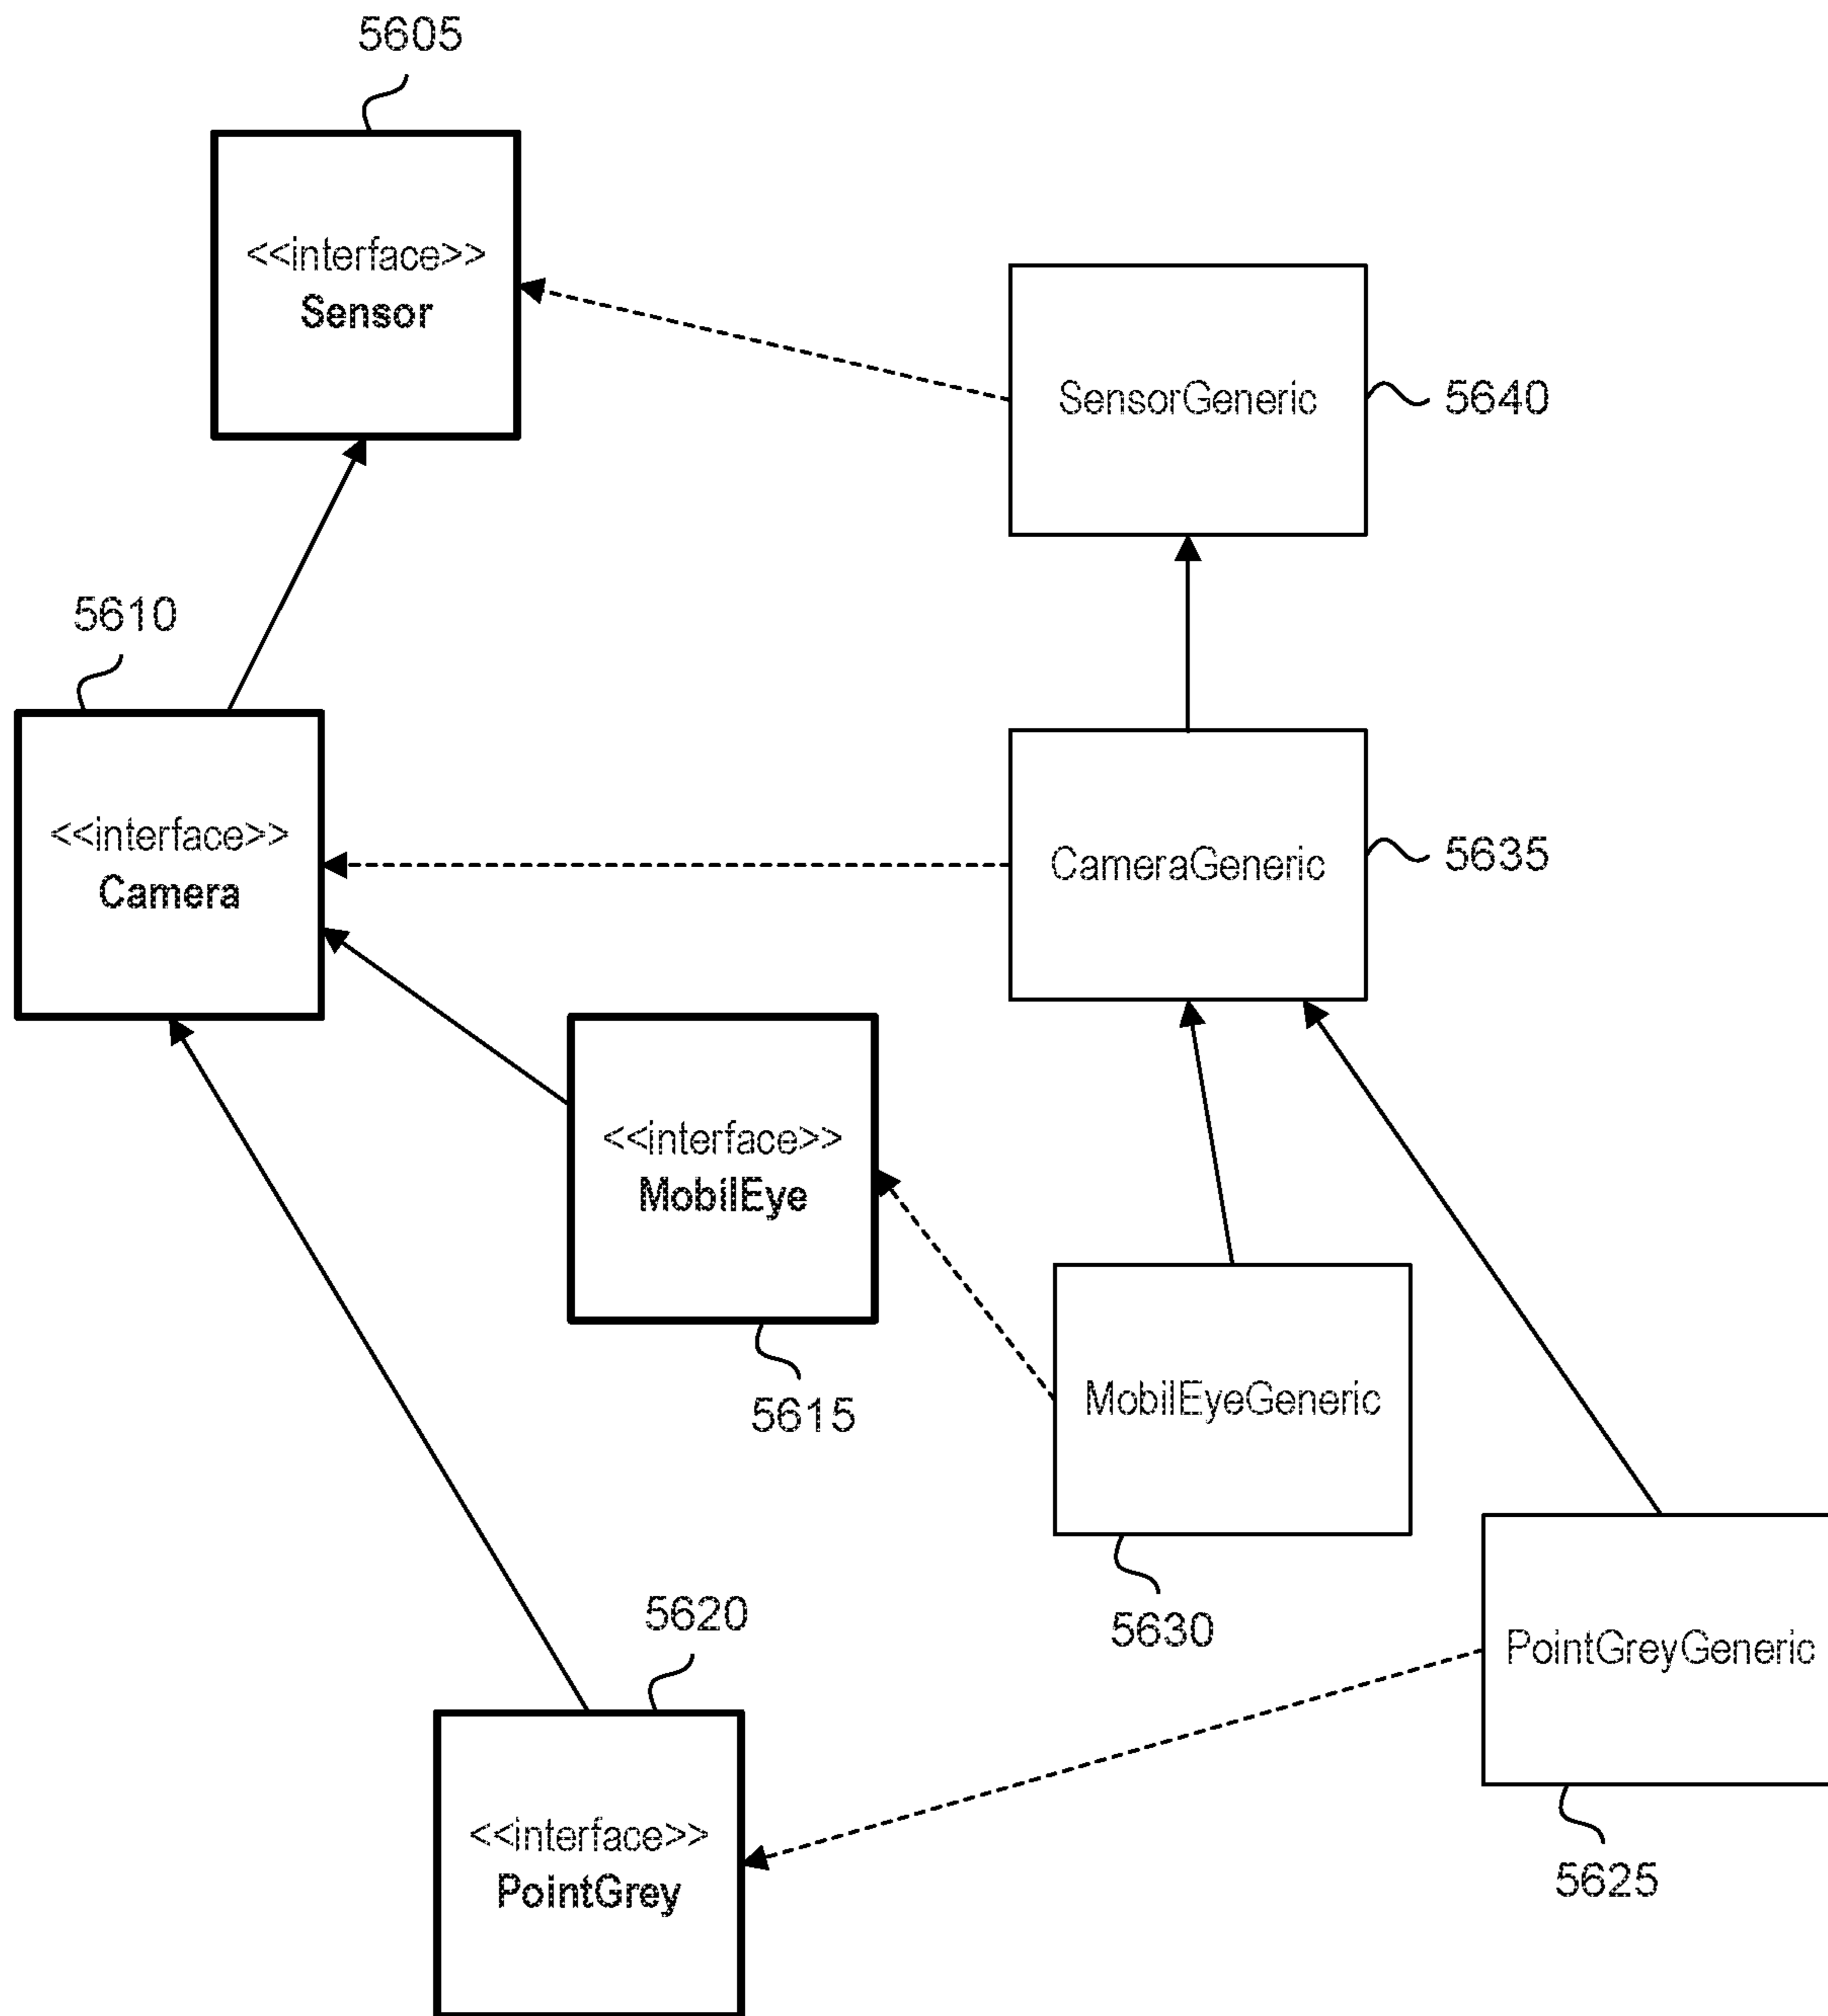 5605
<<interface>>
Sensor
SensorGeneric
5640
5610
<<interface>>
Camera
CameraGeneric
5635
<<interface>>
MobilEye
5615
MobilEyeGeneric
5630
5620
PointGreyGeneric
5625
<<interface>>
PointGrey